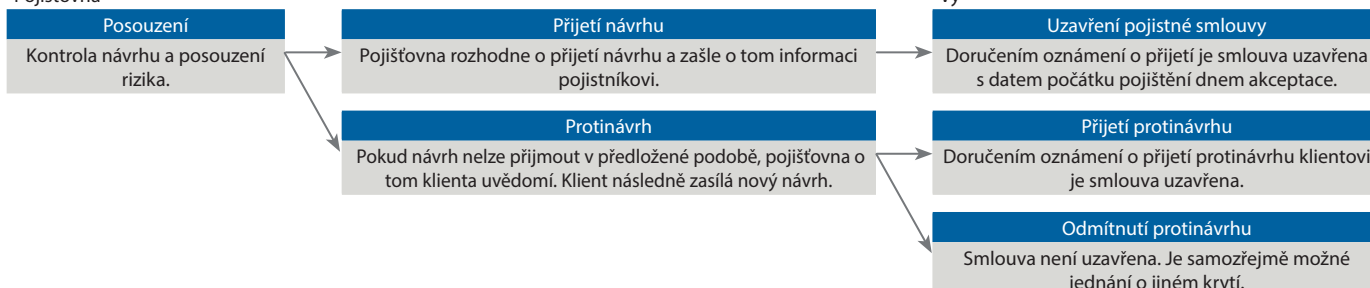 Posouzení
Kontrola návrhu a posouzení
rizika.
Přijetí návrhu
Pojišťovna rozhodne o přijetí návrhu a zašle o tom informaci
pojistníkovi.
Uzavření pojistné smlouvy
Doručením oznámení o přijetí je smlouva uzavřena
s datem počátku pojištění dnem akceptace.
Protinávrh
Pokud návrh nelze přijmout v předložené podobě, pojišťovna o
tom klienta uvědomí. Klient následně zasílá nový návrh.
Přijetí protinávrhu
Doručením oznámení o přijetí protinávrhu klientovi
je smlouva uzavřena.
Odmítnutí protinávrhu
Smlouva není uzavřena. Je samozřejmě možné
jednání o jiném krytí.